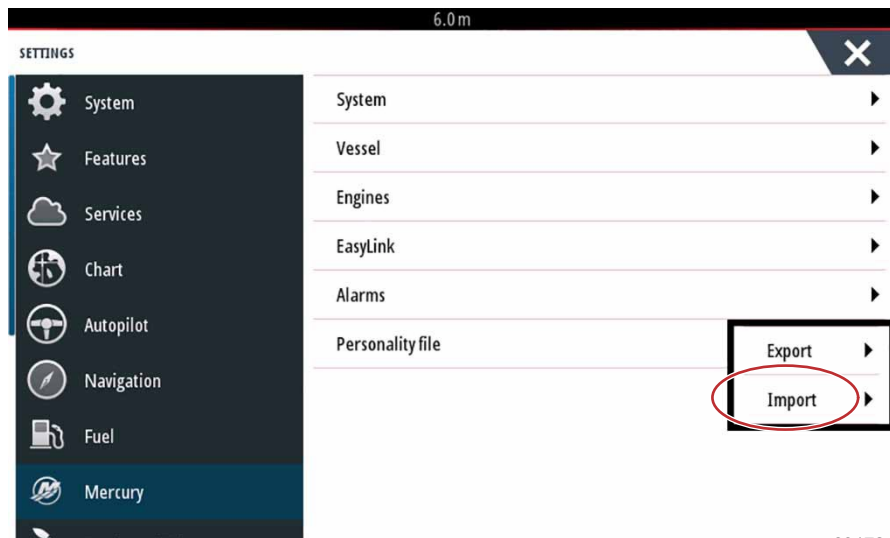 6.0 m
SETTINGS
System
Features
Services
Chart
Autopilot
Navigation
Fuel
Mercury
System
Vessel
Engines
EasyLink
Alarms
Personality file
Export
Import